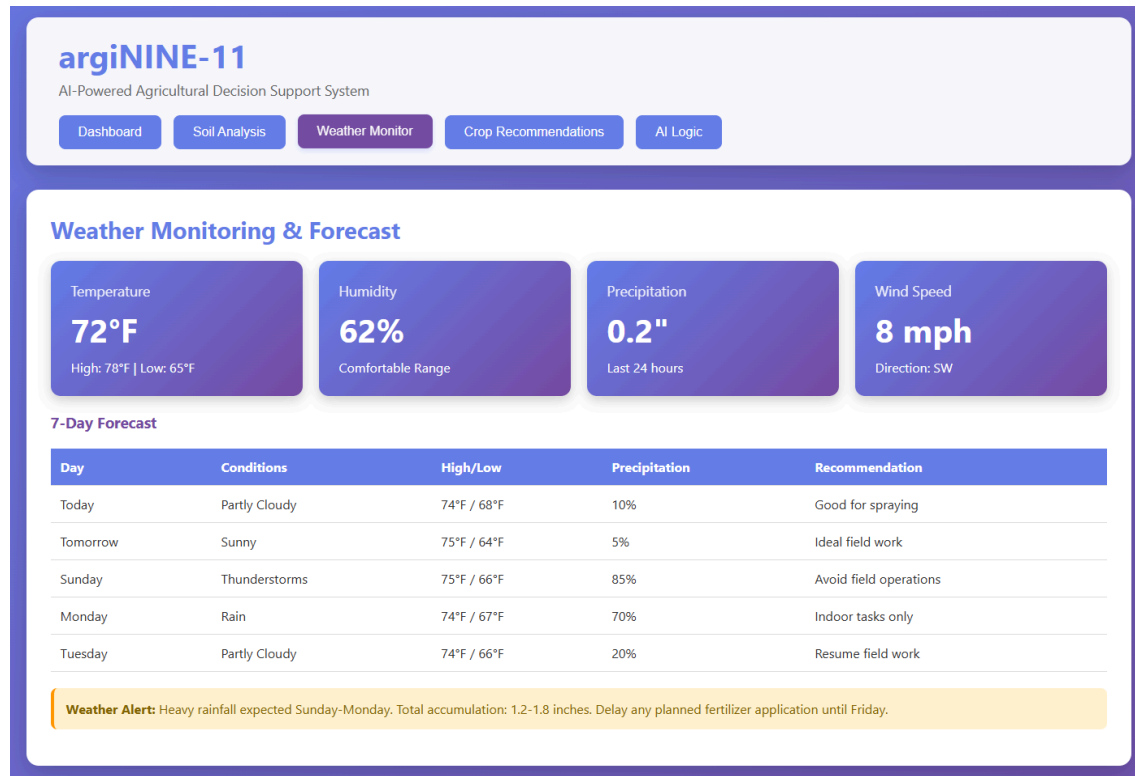 argiNINE-11
AI-Powered Agricultural Decision Support System
Dashboard Soil Analysis Weather Monitor Crop Recommendations AI Logic
Weather Monitoring & Forecast
Temperature
72°F
High: 78°F | Low: 65°F
Humidity
62%
Comfortable Range
Precipitation
0.2"
Last 24 hours
Wind Speed
8 mph
Direction: SW
7-Day Forecast
Day Conditions High/Low Precipitation Recommendation
Today Partly Cloudy 74°F / 68°F 10% Good for spraying
Tomorrow Sunny 75°F / 64°F 5% Ideal field work
Sunday Thunderstorms 75°F / 66°F 85% Avoid field operations
Monday Rain 74°F / 67°F 70% Indoor tasks only
Tuesday Partly Cloudy 74°F / 66°F 20% Resume field work
Weather Alert: Heavy rainfall expected Sunday-Monday. Total accumulation: 1.2-1.8 inches. Delay any planned fertilizer application until Friday.